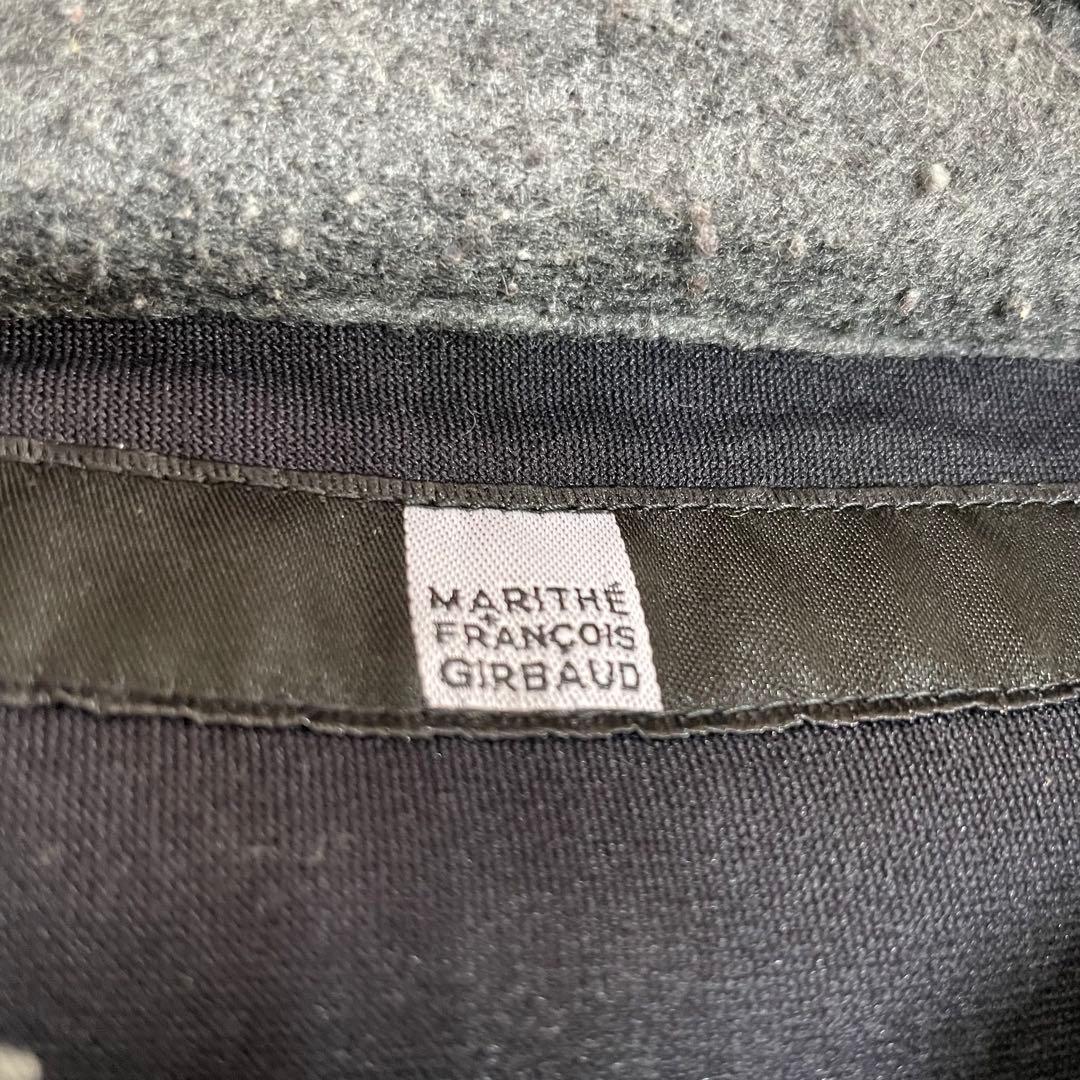 MARITHÉ
+
FRANÇOIS
GIRBAUD